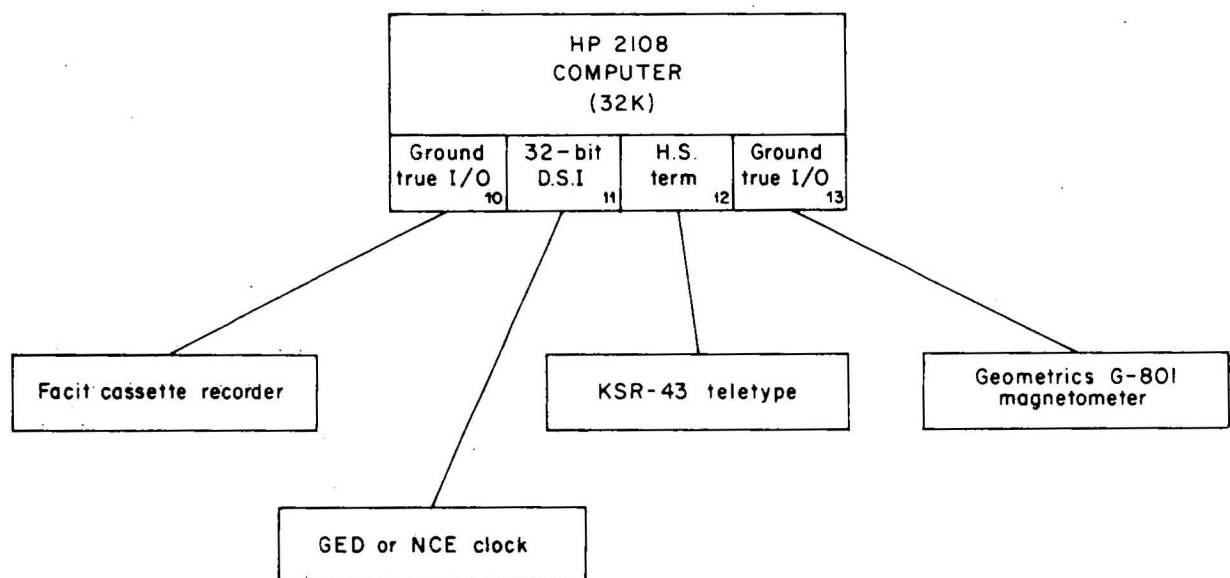 HP 2108
COMPUTER
(32K)
Ground
true I/O
10
32-bit
D.S.I
11
H.S.
term
12
Ground
true I/O
13
Facit cassette recorder
KSR-43 teletype
Geometrics G-801
magnetometer
GED or NCE clock